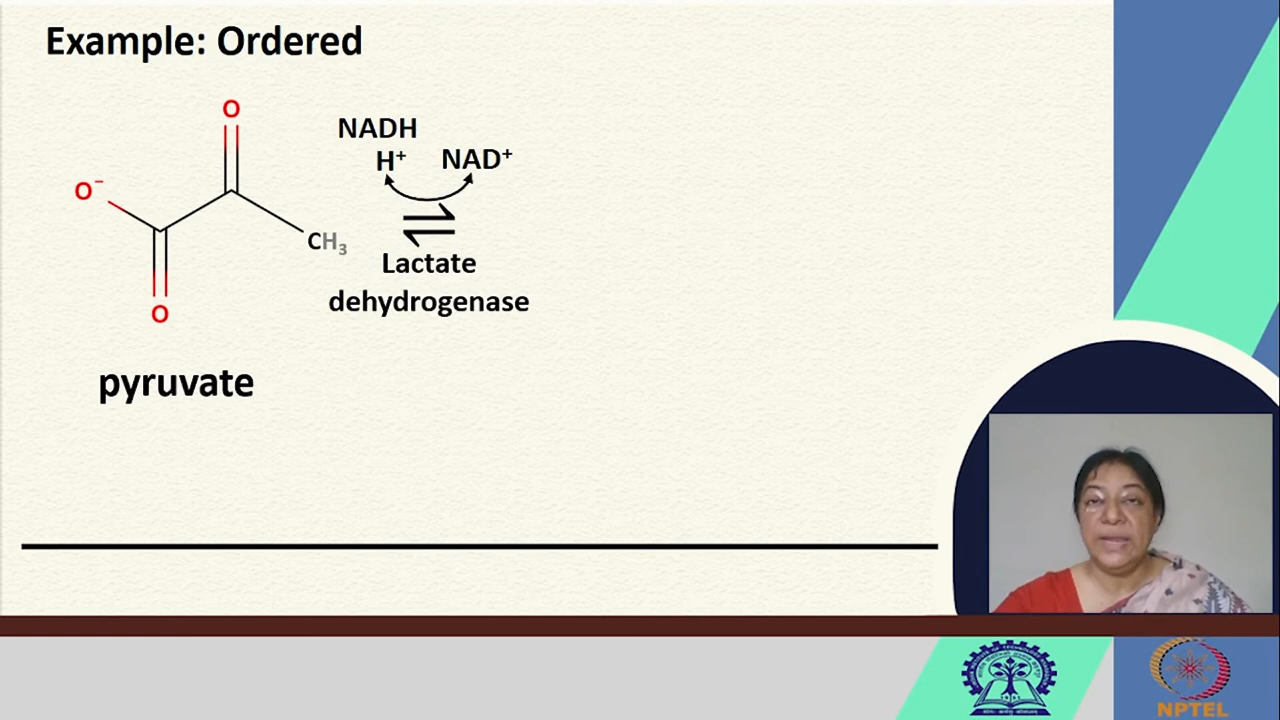 Example: Ordered
O
O⁻
CH₃
O
pyruvate
NADH
H⁺
NAD⁺
Lactate
dehydrogenase
NPTEL